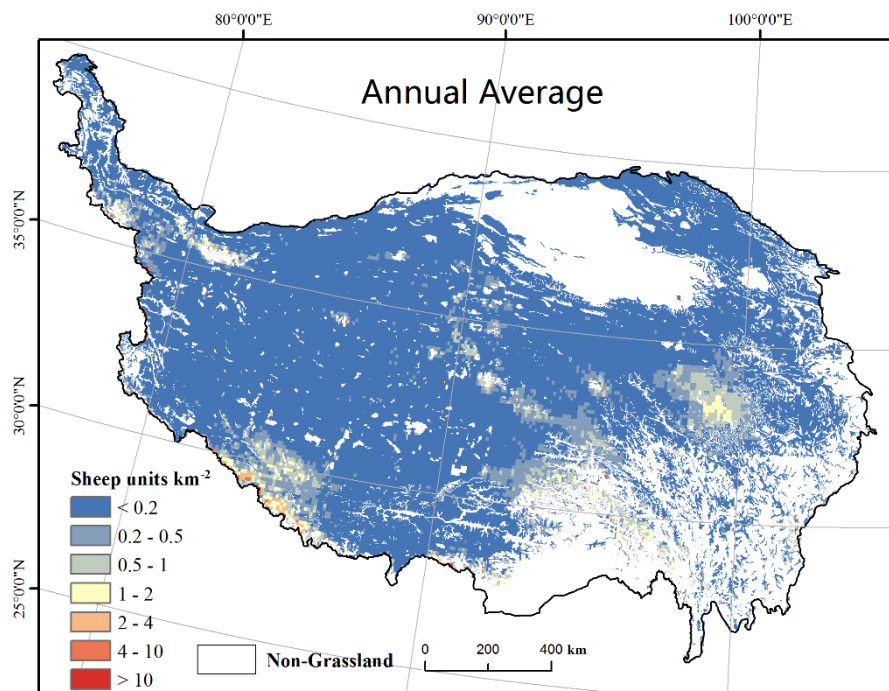 80°0'0"E 90°0'0"E 100°0'0"E
Annual Average
35°0'0"N
30°0'0"N
25°0'0"N
Sheep units km⁻²
< 0.2
0.2 - 0.5
0.5 - 1
1 - 2
2 - 4
4 - 10
> 10
Non-Grassland
0 200 400 km